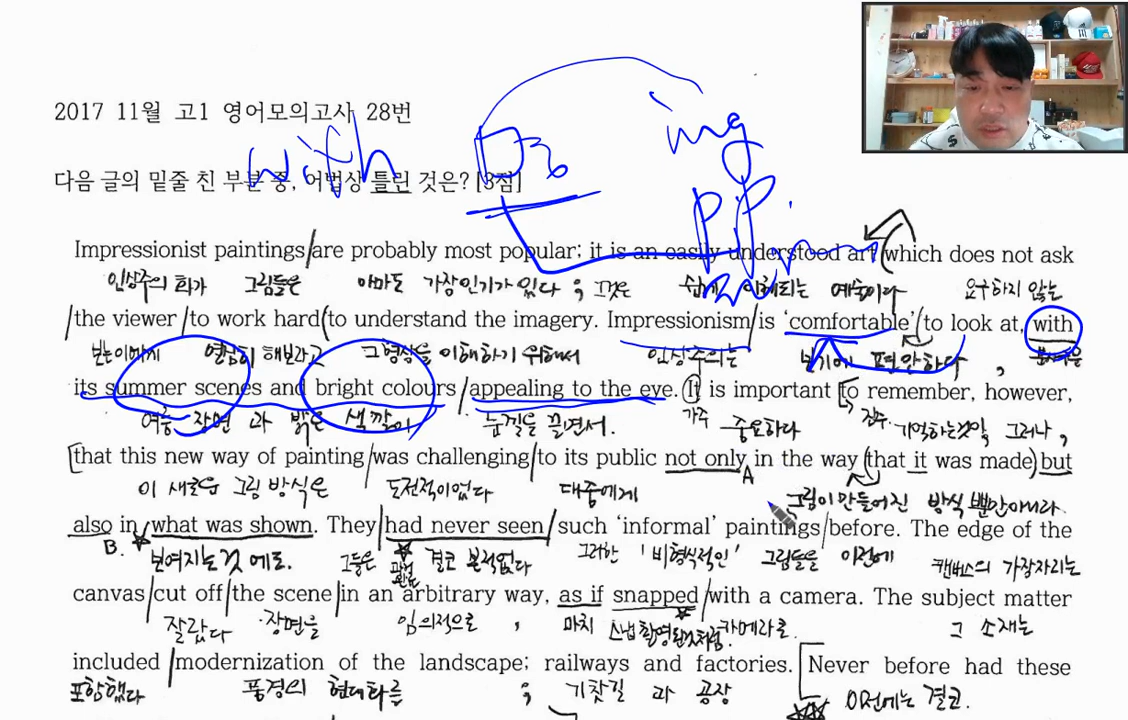 2017 11월 고1 영어모의고사 28번
with
ing
다음 글의 밑줄 친 부분 중, 어법상 틀린 것은? [3점]
p.p.
Impressionist paintings/are probably most popular; it is an easily understood art which does not ask
인상주의 회화 그림들은 아마도 가장인기가 있다 ; 그것은 쉽게 이해되는 예술이다 요구하지 않는
/the viewer/to work hard(to understand the imagery. Impressionism/is ‘comfortable’(to look at, with
보는이에게 열심히 해보라고 그형상을 이해하기 위해서 인상주의는 보기에 편안하다 ,
its summer scenes and bright colours/appealing to the eye. It is important [to remember, however,
여름 장면 과 밝은 색깔이 눈길을 끌면서. 가주 중요하다 진주 기억하는것이 그러나,
[that this new way of painting/was challenging/to its public not only in the way (that it was made) but
A
이 새로운 그림 방식은 도전적이었다 대중에게 그림이 만들어진 방식 뿐만아니라
also in what was shown. They/had never seen/such ‘informal’ paintings/before. The edge of the
B. 보여지는것 에도. 그들은 과거완료 결코 본적없다 그러한 '비형식적인' 그림들을 이전에 캔버스의 가장자리는
canvas/cut off/the scene/in an arbitrary way, as if snapped/with a camera. The subject matter
잘랐다 장면을 임의적으로 , 마치 스냅촬영된것처럼 카메라로. 그 소재는
included /modernization of the landscape; railways and factories. [Never before had these
포함했다 풍경의 현대화를 ; 기찻길 과 공장 이전에는 결코